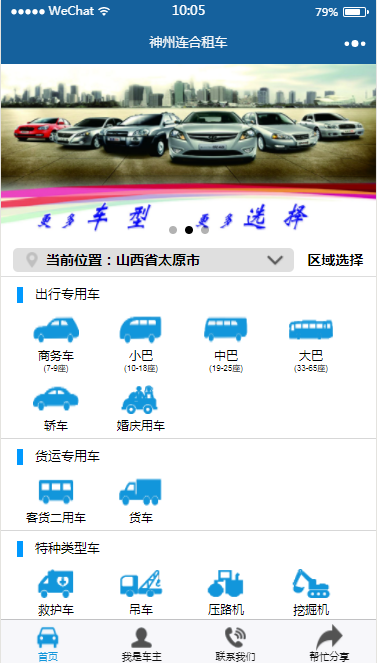 ●●●●● WeChat 10:05 79%
神州连合租车
更多车型 更多选择
当前位置：山西省太原市 区域选择
出行专用车
商务车 小巴 中巴 大巴
(7-9座) (10-18座) (19-25座) (33-65座)
轿车 婚庆用车
货运专用车
客货二用车 货车
特种类型车
救护车 吊车 压路机 挖掘机
首页 我是车主 联系我们 帮忙分享